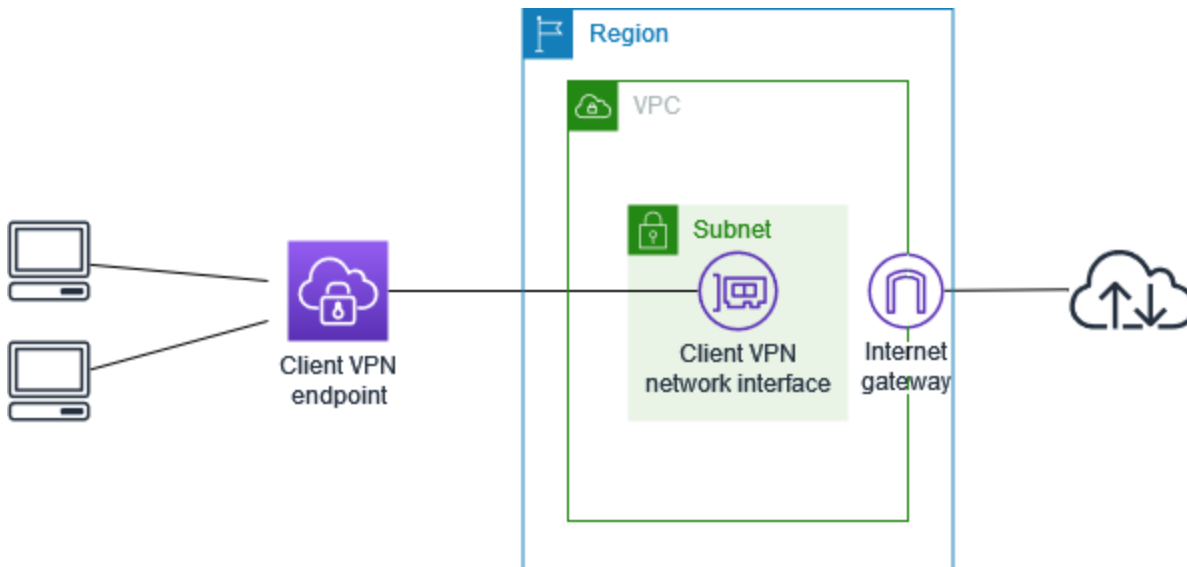 Region
VPC
Subnet
Client VPN
endpoint
Client VPN
network interface
Internet
gateway